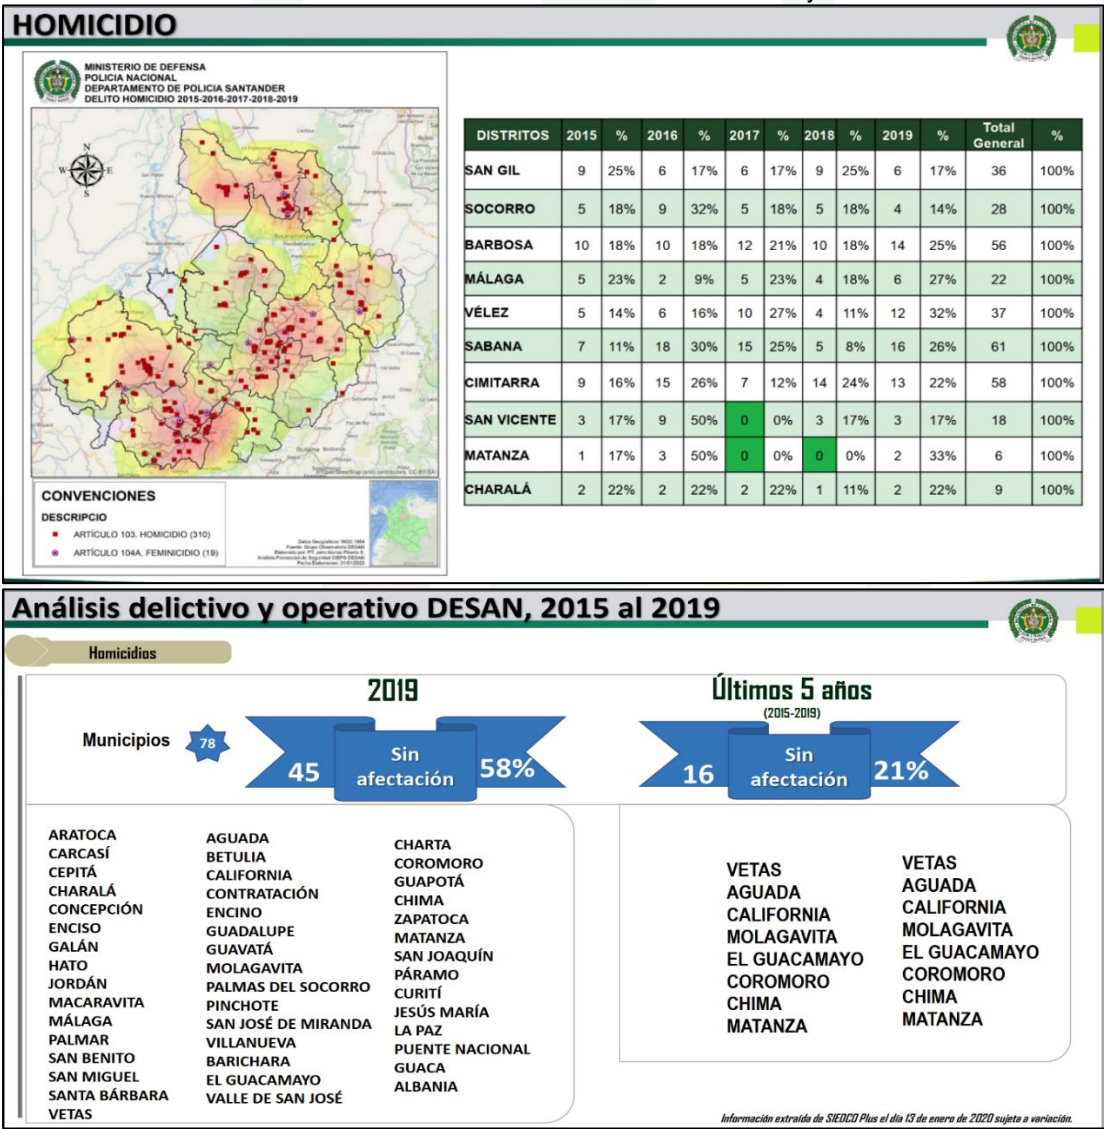 HOMICIDIO
MINISTERIO DE DEFENSA
POLICIA NACIONAL
DEPARTAMENTO DE POLICIA SANTANDER
DELITO HOMICIDIO 2015-2016-2017-2018-2019
N
W E
S
CONVENCIONES
DESCRIPCIO
ARTÍCULO 103. HOMICIDIO (310)
ARTÍCULO 104A. FEMINICIDIO (19)
DISTRITOS 2015 % 2016 % 2017 % 2018 % 2019 % Total General %
SAN GIL 9 25% 6 17% 6 17% 9 25% 6 17% 36 100%
SOCORRO 5 18% 9 32% 5 18% 5 18% 4 14% 28 100%
BARBOSA 10 18% 10 18% 12 21% 10 18% 14 25% 56 100%
MÁLAGA 5 23% 2 9% 5 23% 4 18% 6 27% 22 100%
VÉLEZ 5 14% 6 16% 10 27% 4 11% 12 32% 37 100%
SABANA 7 11% 18 30% 15 25% 5 8% 16 26% 61 100%
CIMITARRA 9 16% 15 26% 7 12% 14 24% 13 22% 58 100%
SAN VICENTE 3 17% 9 50% 0 0% 3 17% 3 17% 18 100%
MATANZA 1 17% 3 50% 0 0% 0 0% 2 33% 6 100%
CHARALÁ 2 22% 2 22% 2 22% 1 11% 2 22% 9 100%
Análisis delictivo y operativo DESAN, 2015 al 2019
Homicidios
Municipios 78
2019
45 Sin afectación 58%
Últimos 5 años
(2015-2019)
16 Sin afectación 21%
ARATOCA
CARCASÍ
CEPITÁ
CHARALÁ
CONCEPCIÓN
ENCISO
GALÁN
HATO
JORDÁN
MACARAVITA
MÁLAGA
PALMAR
SAN BENITO
SAN MIGUEL
SANTA BÁRBARA
VETAS
AGUADA
BETULIA
CALIFORNIA
CONTRATACIÓN
ENCINO
GUADALUPE
GUAVATÁ
MOLAGAVITA
PALMAS DEL SOCORRO
PINCHOTE
SAN JOSÉ DE MIRANDA
VILLANUEVA
BARICHARA
EL GUACAMAYO
VALLE DE SAN JOSÉ
CHARTA
COROMORO
GUAPOTÁ
CHIMA
ZAPATOCA
MATANZA
SAN JOAQUÍN
PÁRAMO
CURITÍ
JESÚS MARÍA
LA PAZ
PUENTE NACIONAL
GUACA
ALBANIA
VETAS
AGUADA
CALIFORNIA
MOLAGAVITA
EL GUACAMAYO
COROMORO
CHIMA
MATANZA
VETAS
AGUADA
CALIFORNIA
MOLAGAVITA
EL GUACAMAYO
COROMORO
CHIMA
MATANZA
Información extraída de SIEDCO Plus el día 13 de enero de 2020 sujeta a variación.